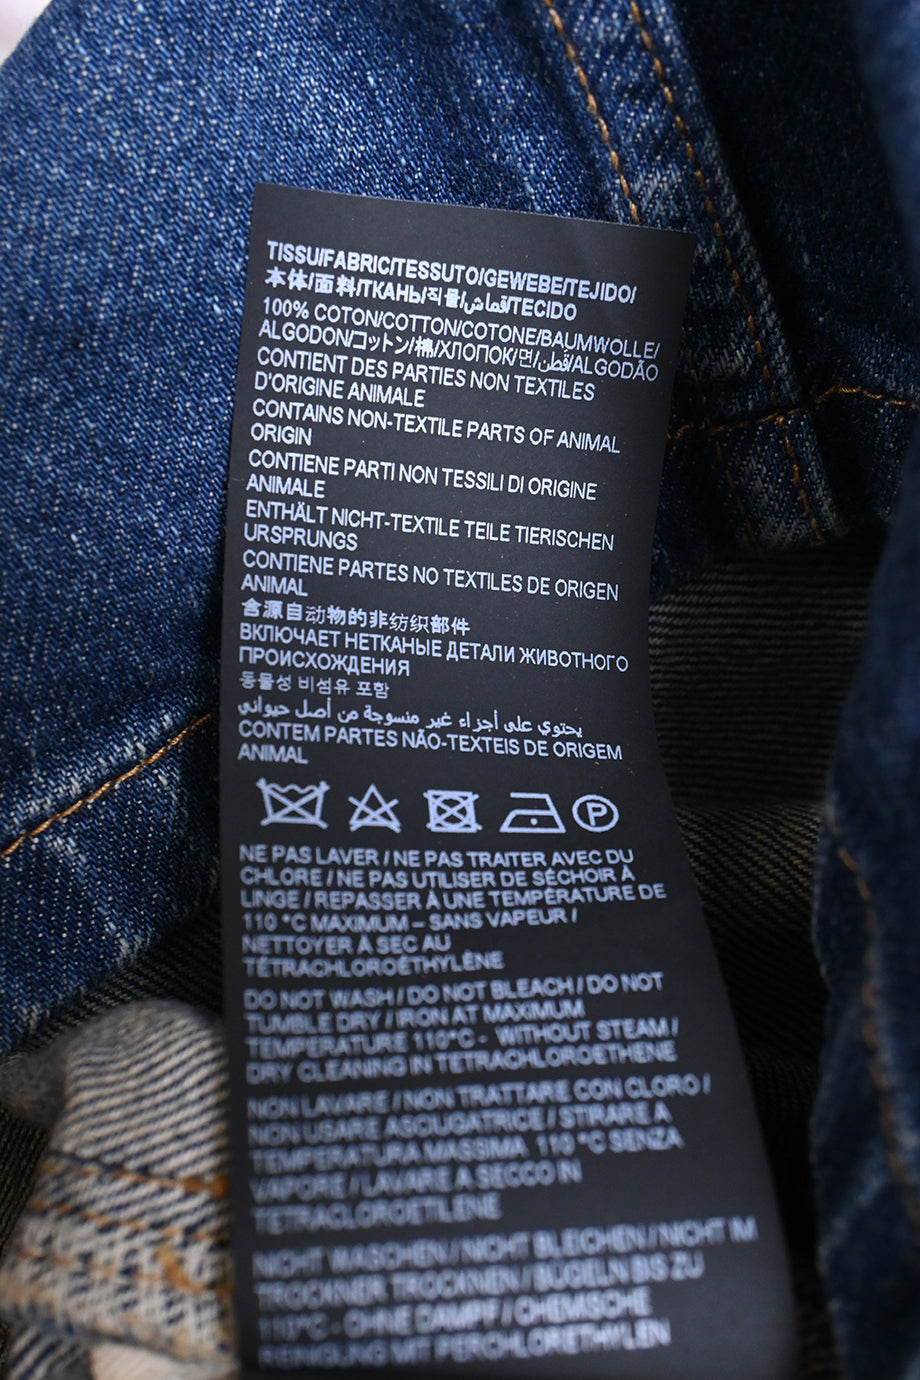 TISSU/FABRIC/TESSUTO/GEWEBE/TEJIDO/
本体/面料/ТКАНЬ/직물/قماش/TECIDO
100% COTON/COTTON/COTONE/BAUMWOLLE/
ALGODON/コットン/棉/ХЛОПОК/면/قطن/ALGODÃO
CONTIENT DES PARTIES NON TEXTILES
D'ORIGINE ANIMALE
CONTAINS NON-TEXTILE PARTS OF ANIMAL
ORIGIN
CONTIENE PARTI NON TESSILI DI ORIGINE
ANIMALE
ENTHÄLT NICHT-TEXTILE TEILE TIERISCHEN
URSPRUNGS
CONTIENE PARTES NO TEXTILES DE ORIGEN
ANIMAL
含源自动物的非纺织部件
ВКЛЮЧАЕТ НЕТКАНЫЕ ДЕТАЛИ ЖИВОТНОГО
ПРОИСХОЖДЕНИЯ
동물성 비섬유 포함
يحتوي على أجزاء غير منسوجة من أصل حيواني
CONTEM PARTES NÃO-TEXTEIS DE ORIGEM
ANIMAL
P
NE PAS LAVER / NE PAS TRAITER AVEC DU
CHLORE / NE PAS UTILISER DE SÉCHOIR À
LINGE / REPASSER À UNE TEMPÉRATURE DE
110 °C MAXIMUM – SANS VAPEUR /
NETTOYER À SEC AU
TÉTRACHLOROÉTHYLÈNE
DO NOT WASH / DO NOT BLEACH / DO NOT
TUMBLE DRY / IRON AT MAXIMUM
TEMPERATURE 110°C - WITHOUT STEAM /
DRY CLEANING IN TETRACHLOROETHENE
NON LAVARE / NON TRATTARE CON CLORO /
NON USARE ASCIUGATRICE / STIRARE A
TEMPERATURA MASSIMA 110 °C SENZA
VAPORE / LAVARE A SECCO IN
TETRACLOROETILENE
NICHT WASCHEN / NICHT BLEICHEN / NICHT M
TROCKNER TROCKNEN / BÜGELN BIS ZU
110°C - OHNE DAMPF / CHEMISCHE
REINIGUNG MIT PERCHLORETHYLEN